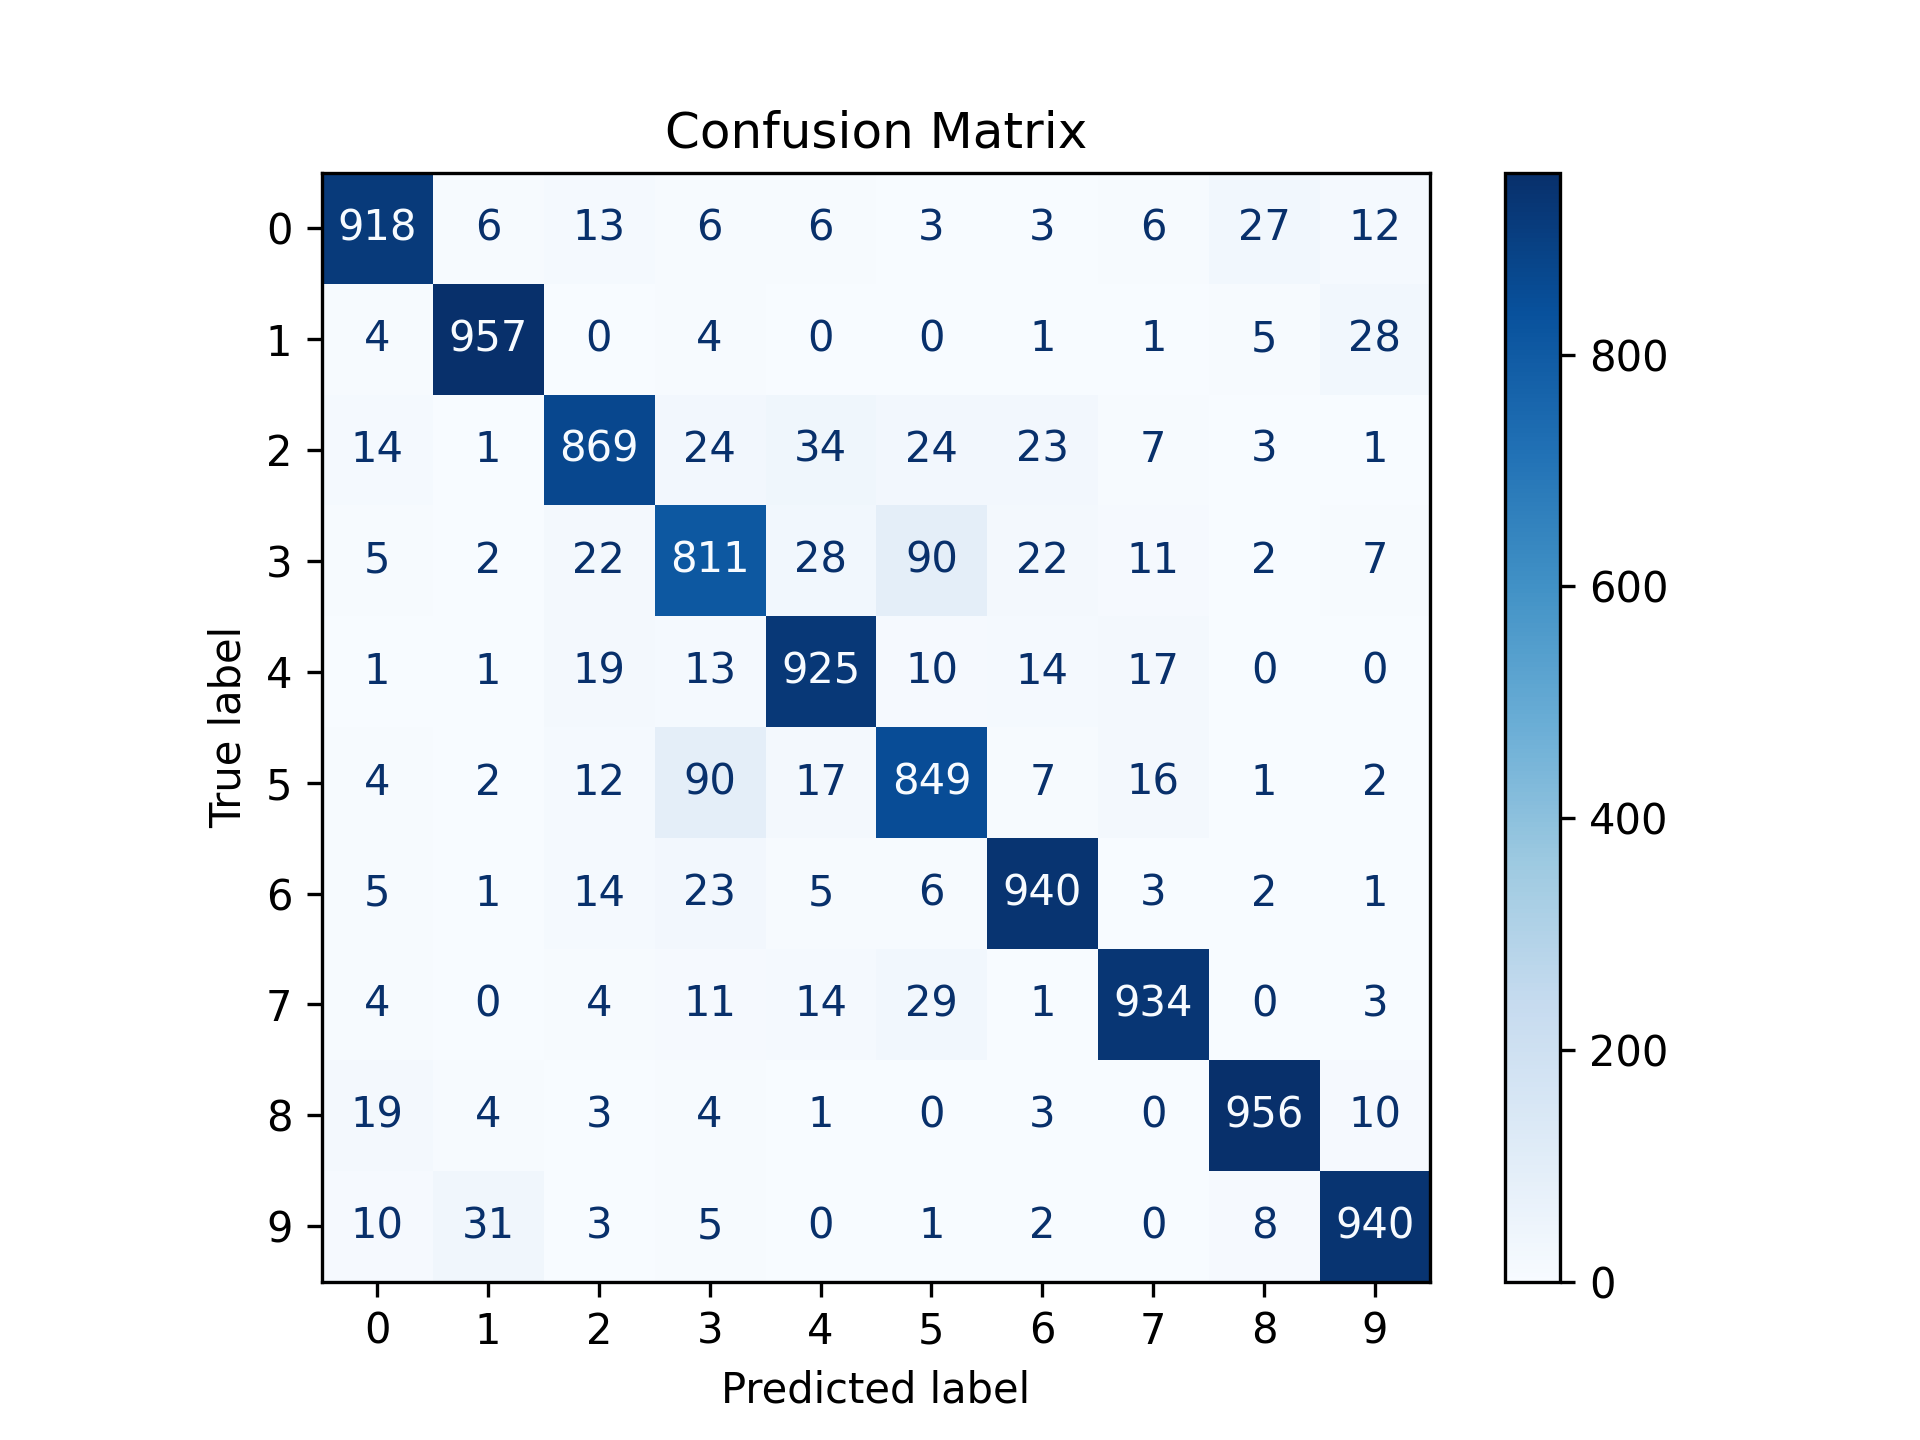 Confusion Matrix
0 918 6 13 6 6 3 3 6 27 12
1 4 957 0 4 0 0 1 1 5 28
2 14 1 869 24 34 24 23 7 3 1
3 5 2 22 811 28 90 22 11 2 7
4 1 1 19 13 925 10 14 17 0 0
5 4 2 12 90 17 849 7 16 1 2
6 5 1 14 23 5 6 940 3 2 1
7 4 0 4 11 14 29 1 934 0 3
8 19 4 3 4 1 0 3 0 956 10
9 10 31 3 5 0 1 2 0 8 940
0 1 2 3 4 5 6 7 8 9
Predicted label
True label
800
600
400
200
0